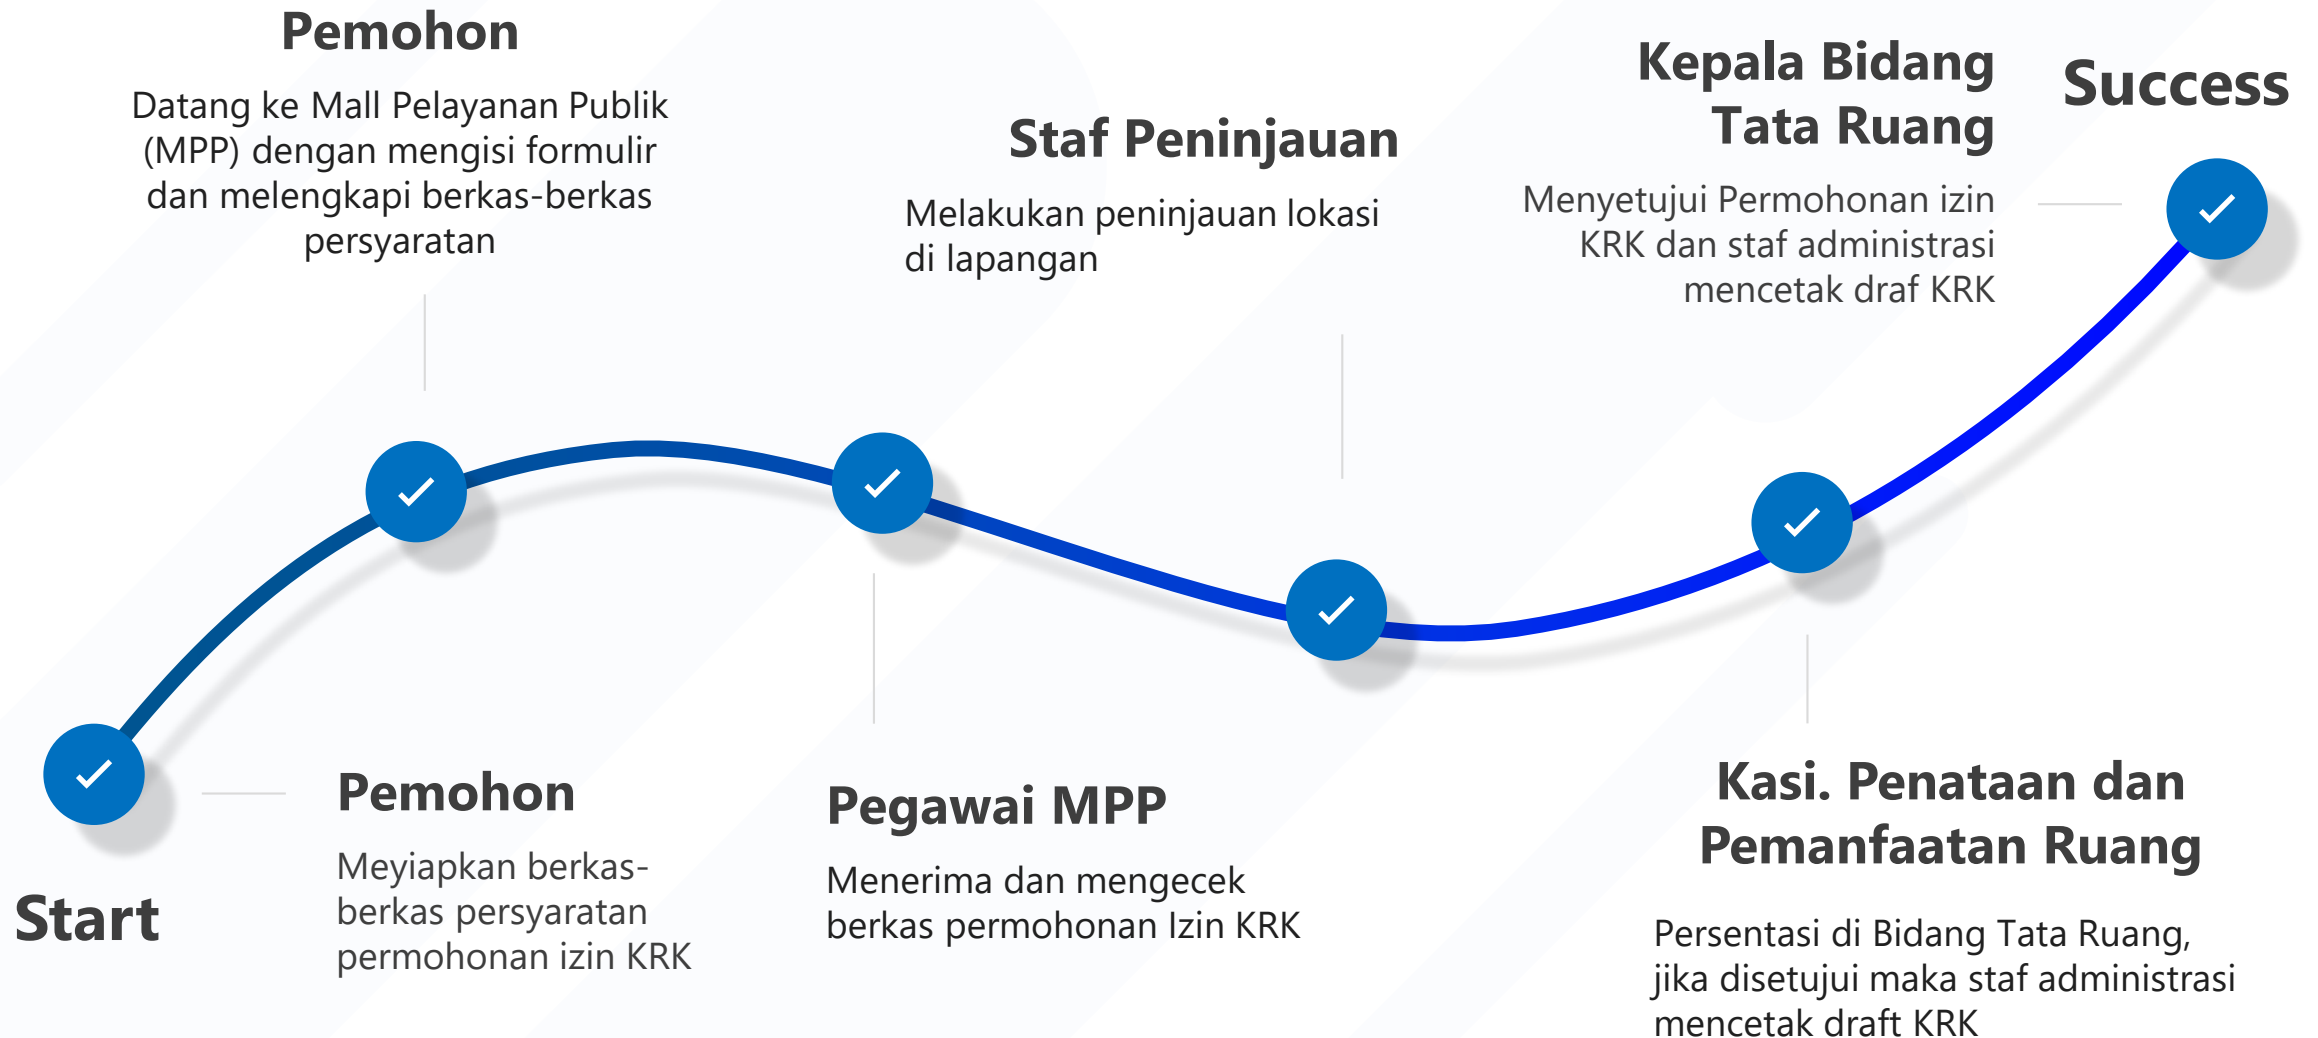 Start
Pemohon
Meyiapkan berkas-
berkas persyaratan
permohonan izin KRK
Pemohon
Datang ke Mall Pelayanan Publik
(MPP) dengan mengisi formulir
dan melengkapi berkas-berkas
persyaratan
Pegawai MPP
Menerima dan mengecek
berkas permohonan Izin KRK
Staf Peninjauan
Melakukan peninjauan lokasi
di lapangan
Kasi. Penataan dan
Pemanfaatan Ruang
Persentasi di Bidang Tata Ruang,
jika disetujui maka staf administrasi
mencetak draft KRK
Kepala Bidang
Tata Ruang
Menyetujui Permohonan izin
KRK dan staf administrasi
mencetak draf KRK
Success